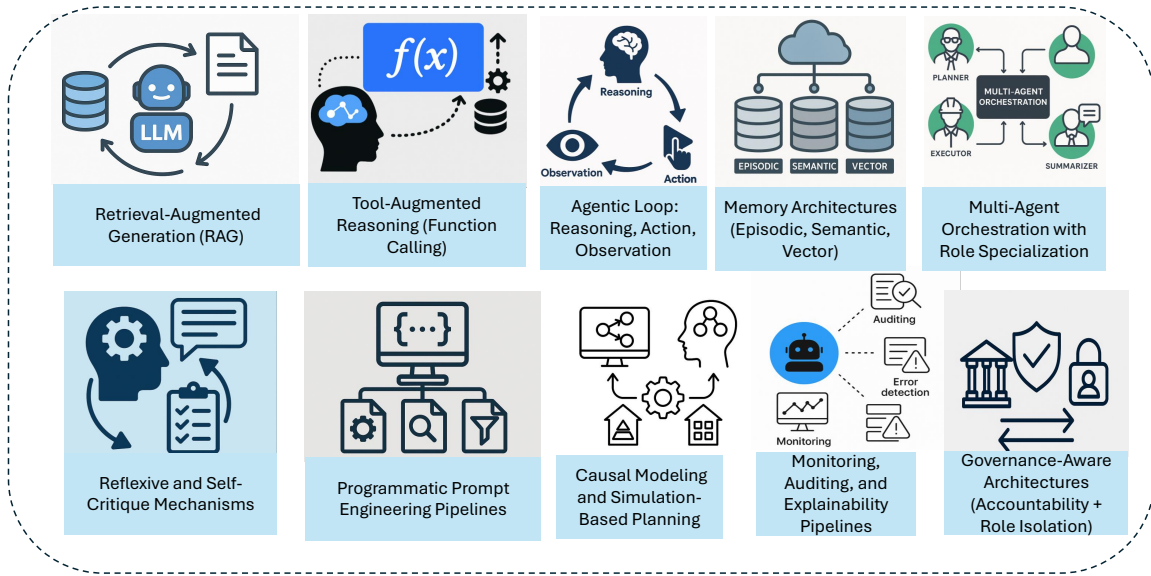 LLM
Retrieval-Augmented
Generation (RAG)
f(x)
Tool-Augmented
Reasoning (Function
Calling)
Reasoning
Observation
Action
Agentic Loop:
Reasoning, Action,
Observation
EPISODIC
SEMANTIC
VECTOR
Memory Architectures
(Episodic, Semantic,
Vector)
PLANNER
MULTI-AGENT
ORCHESTRATION
EXECUTOR
SUMMARIZER
Multi-Agent
Orchestration with
Role Specialization
Reflexive and Self-
Critique Mechanisms
{...}
Programmatic Prompt
Engineering Pipelines
Causal Modeling
and Simulation-
Based Planning
Auditing
Error
detection
Monitoring
Monitoring,
Auditing, and
Explainability
Pipelines
Governance-Aware
Architectures
(Accountability +
Role Isolation)